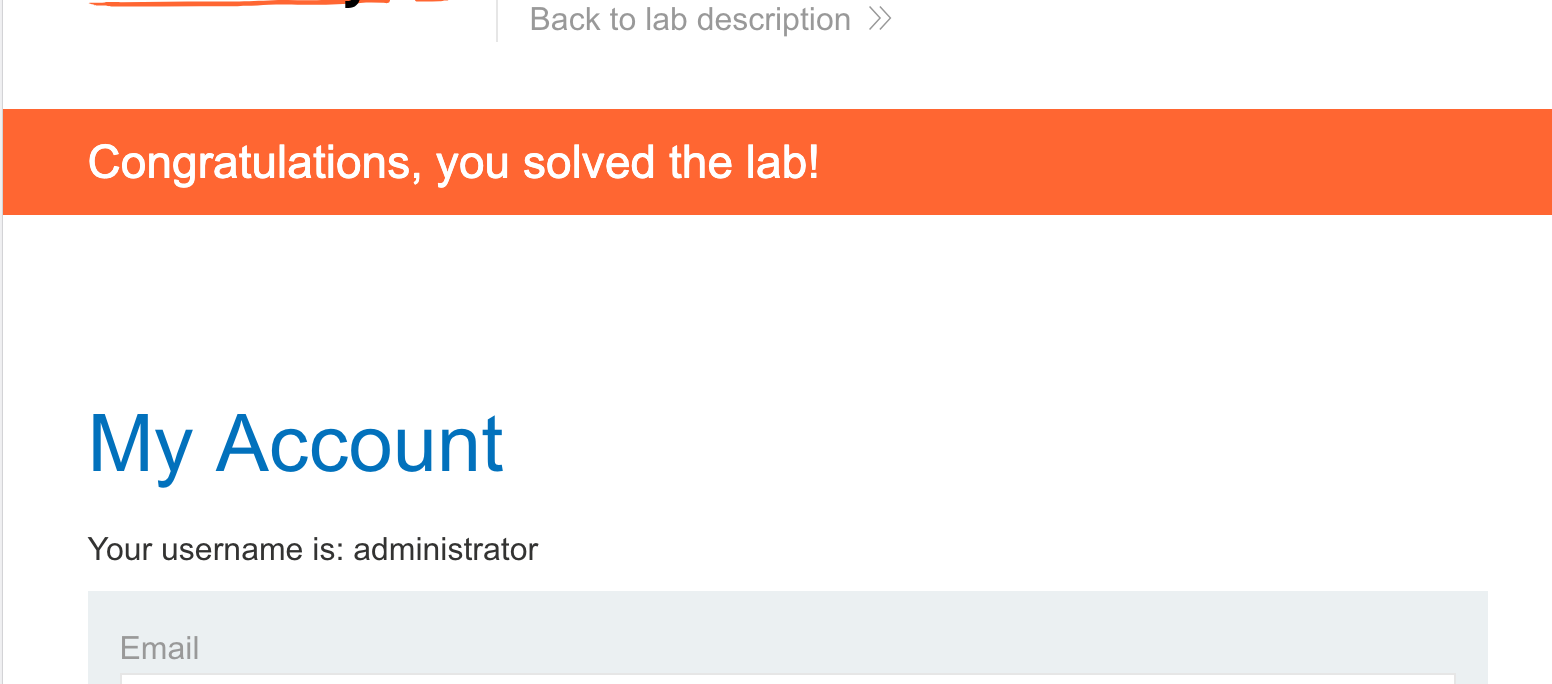 Back to lab description
Congratulations, you solved the lab!
My Account
Your username is: administrator
Email